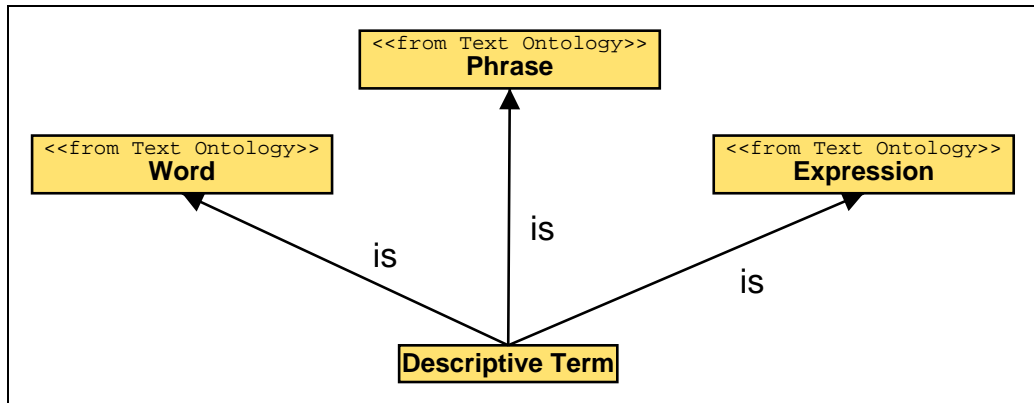 <<from Text Ontology>>
Phrase
<<from Text Ontology>>
Word
<<from Text Ontology>>
Expression
is
is
is
Descriptive Term